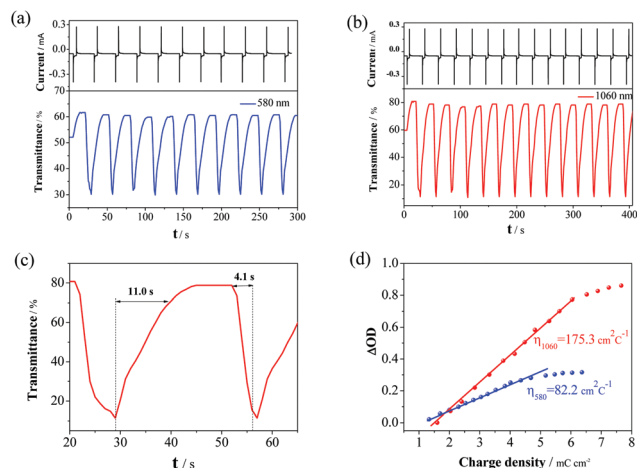 (a)
Current / mA
0.3
0.0
-0.3
Transmittance / %
70
60
50
40
30
580 nm
0 50 100 150 200 250 300
t / s
(b)
Current / mA
0.3
0.0
-0.3
Transmittance / %
80
60
40
20
1060 nm
0 100 200 300 400
t / s
(c)
Transmittance / %
80
60
40
20
11.0 s
4.1 s
20 30 40 50 60
t / s
(d)
ΔOD
1.0
0.8
0.6
0.4
0.2
0.0
η1060=175.3 cm²C⁻¹
η580=82.2 cm²C⁻¹
0 1 2 3 4 5 6 7 8
Charge density / mC cm⁻²